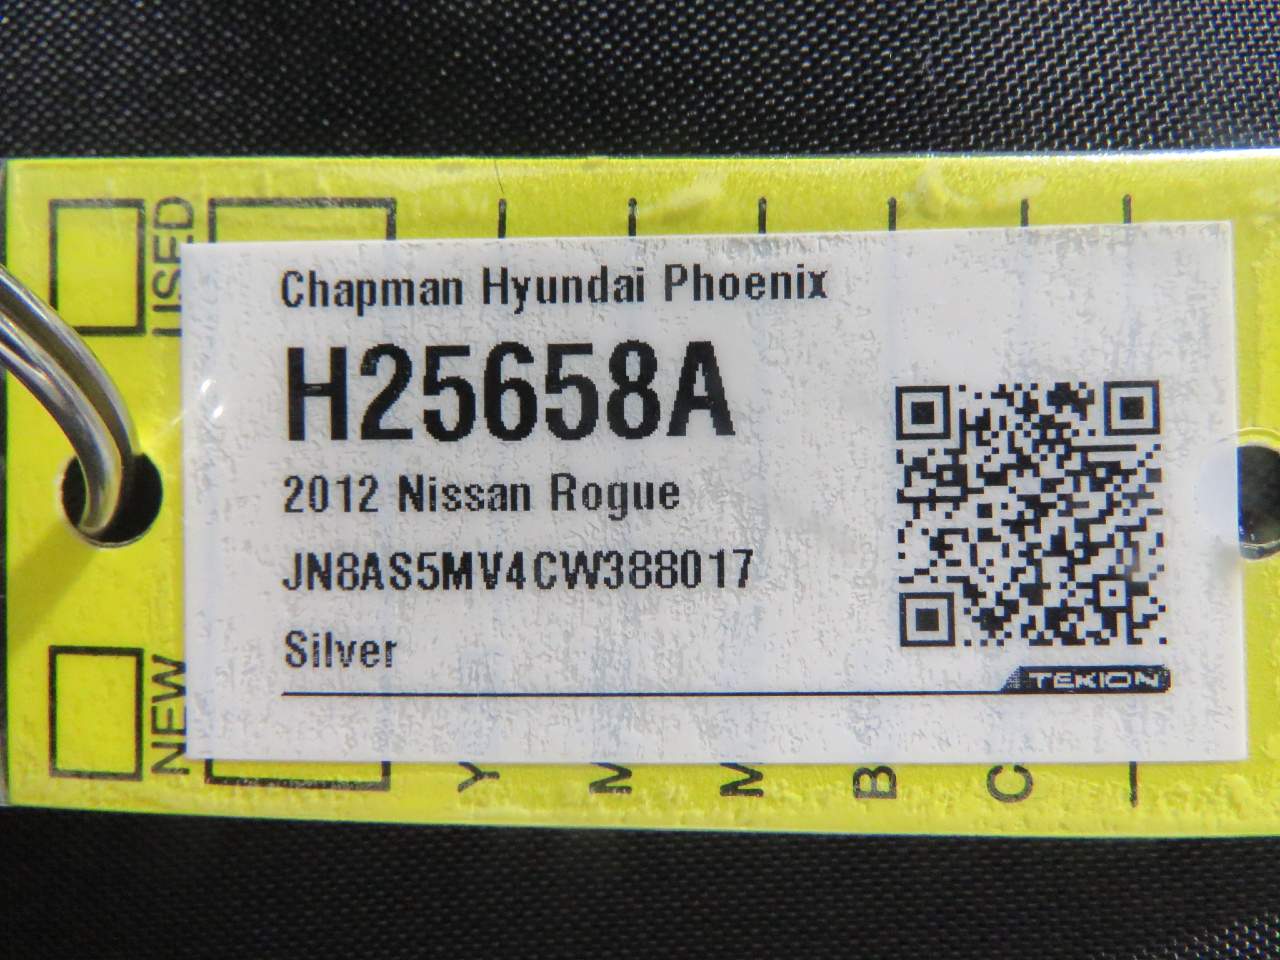 Chapman Hyundai Phoenix
H25658A
2012 Nissan Rogue
JN8AS5MV4CW388017
Silver
TEKION
USED
NEW
Y
M
M
B
C